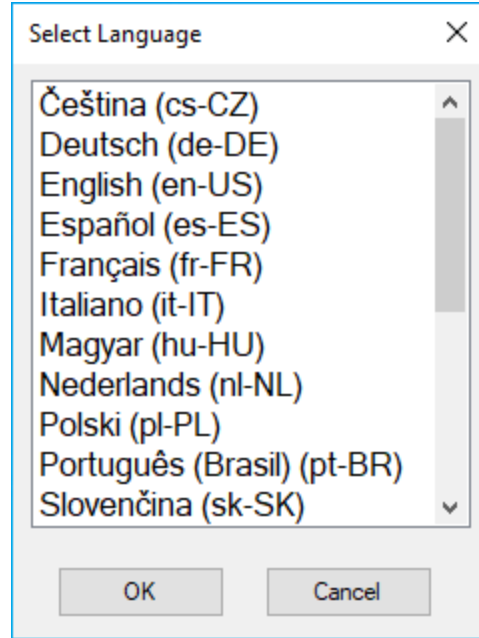 Select Language
Čeština (cs-CZ)
Deutsch (de-DE)
English (en-US)
Español (es-ES)
Français (fr-FR)
Italiano (it-IT)
Magyar (hu-HU)
Nederlands (nl-NL)
Polski (pl-PL)
Português (Brasil) (pt-BR)
Slovenčina (sk-SK)
OK Cancel